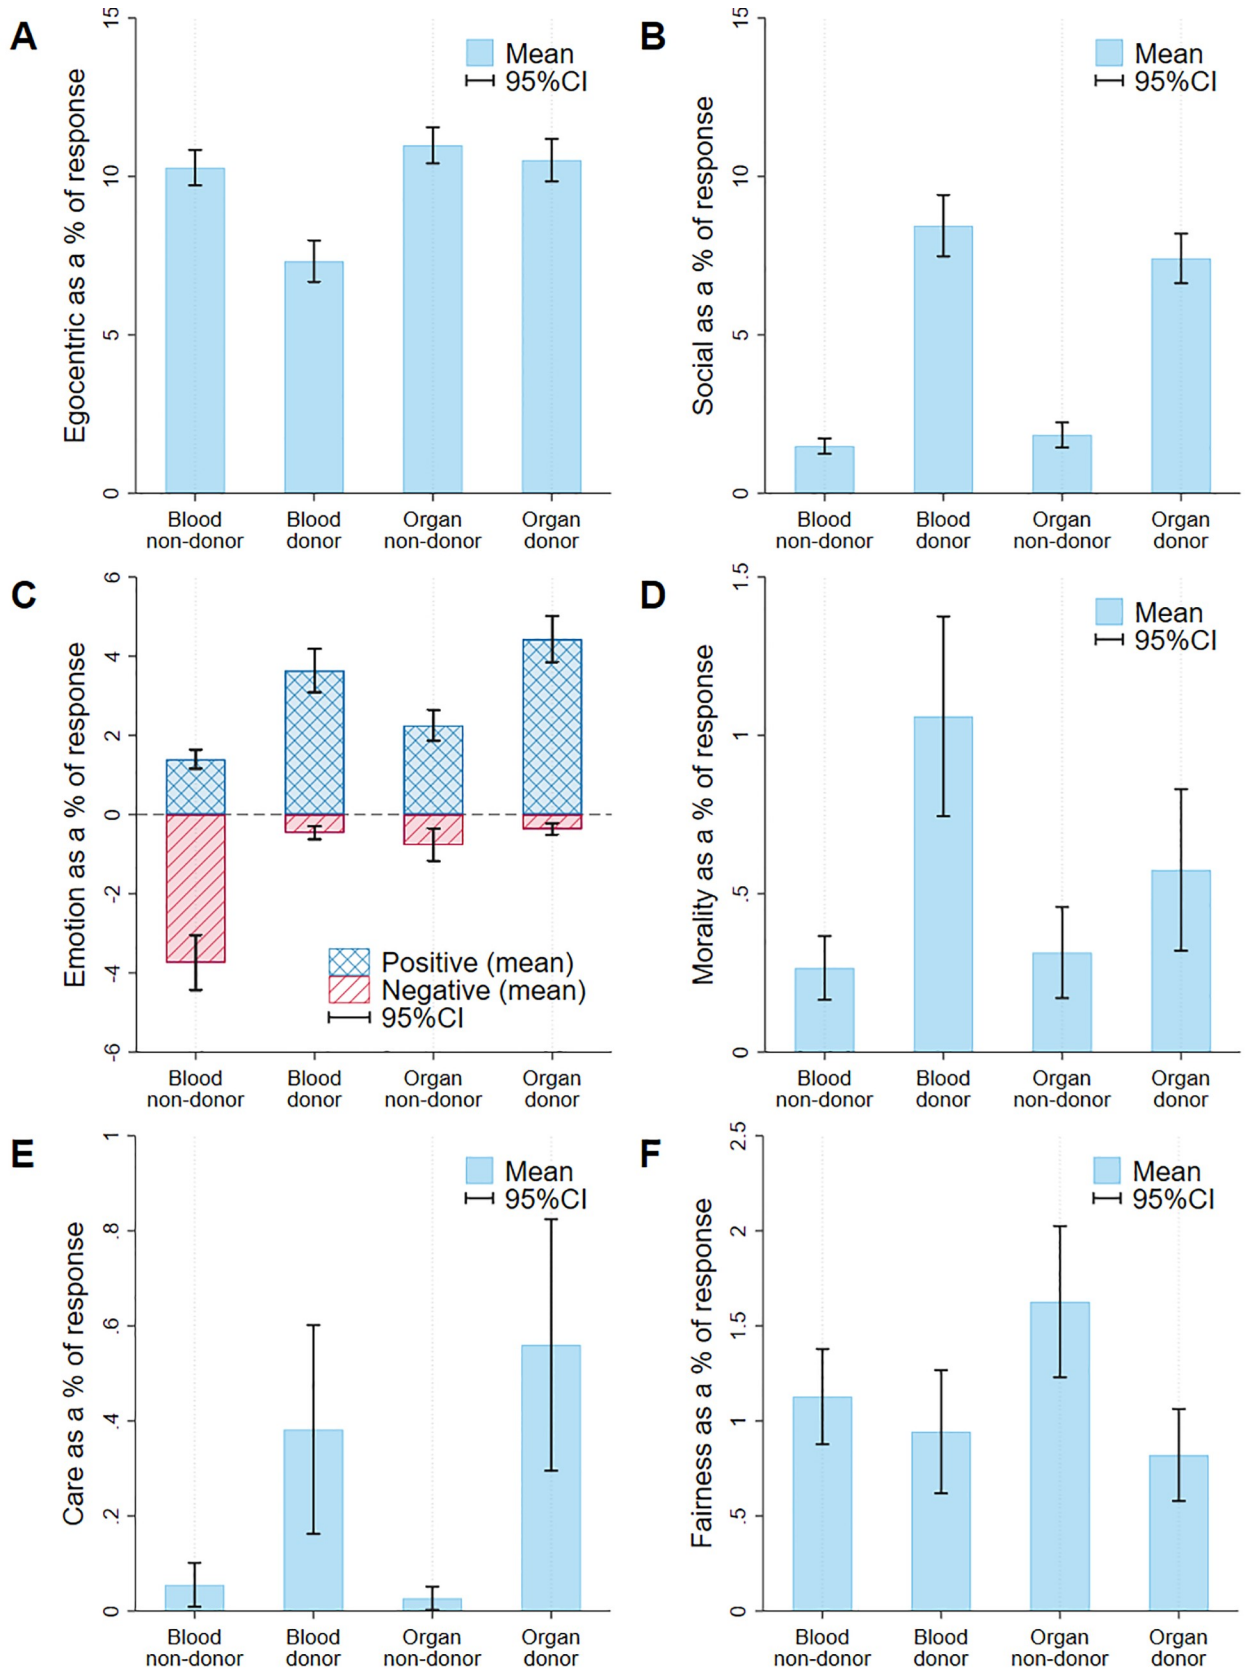 A
Egocentric as a % of response
15
10
5
0
Mean
95%CI
Blood
non-donor
Blood
donor
Organ
non-donor
Organ
donor
B
Social as a % of response
15
10
5
0
Mean
95%CI
Blood
non-donor
Blood
donor
Organ
non-donor
Organ
donor
C
Emotion as a % of response
6
4
2
0
-2
-4
-6
Positive (mean)
Negative (mean)
95%CI
Blood
non-donor
Blood
donor
Organ
non-donor
Organ
donor
D
Morality as a % of response
1.5
1
.5
0
Mean
95%CI
Blood
non-donor
Blood
donor
Organ
non-donor
Organ
donor
E
Care as a % of response
1
.8
.6
.4
.2
0
Mean
95%CI
Blood
non-donor
Blood
donor
Organ
non-donor
Organ
donor
F
Fairness as a % of response
2.5
2
1.5
1
.5
0
Mean
95%CI
Blood
non-donor
Blood
donor
Organ
non-donor
Organ
donor